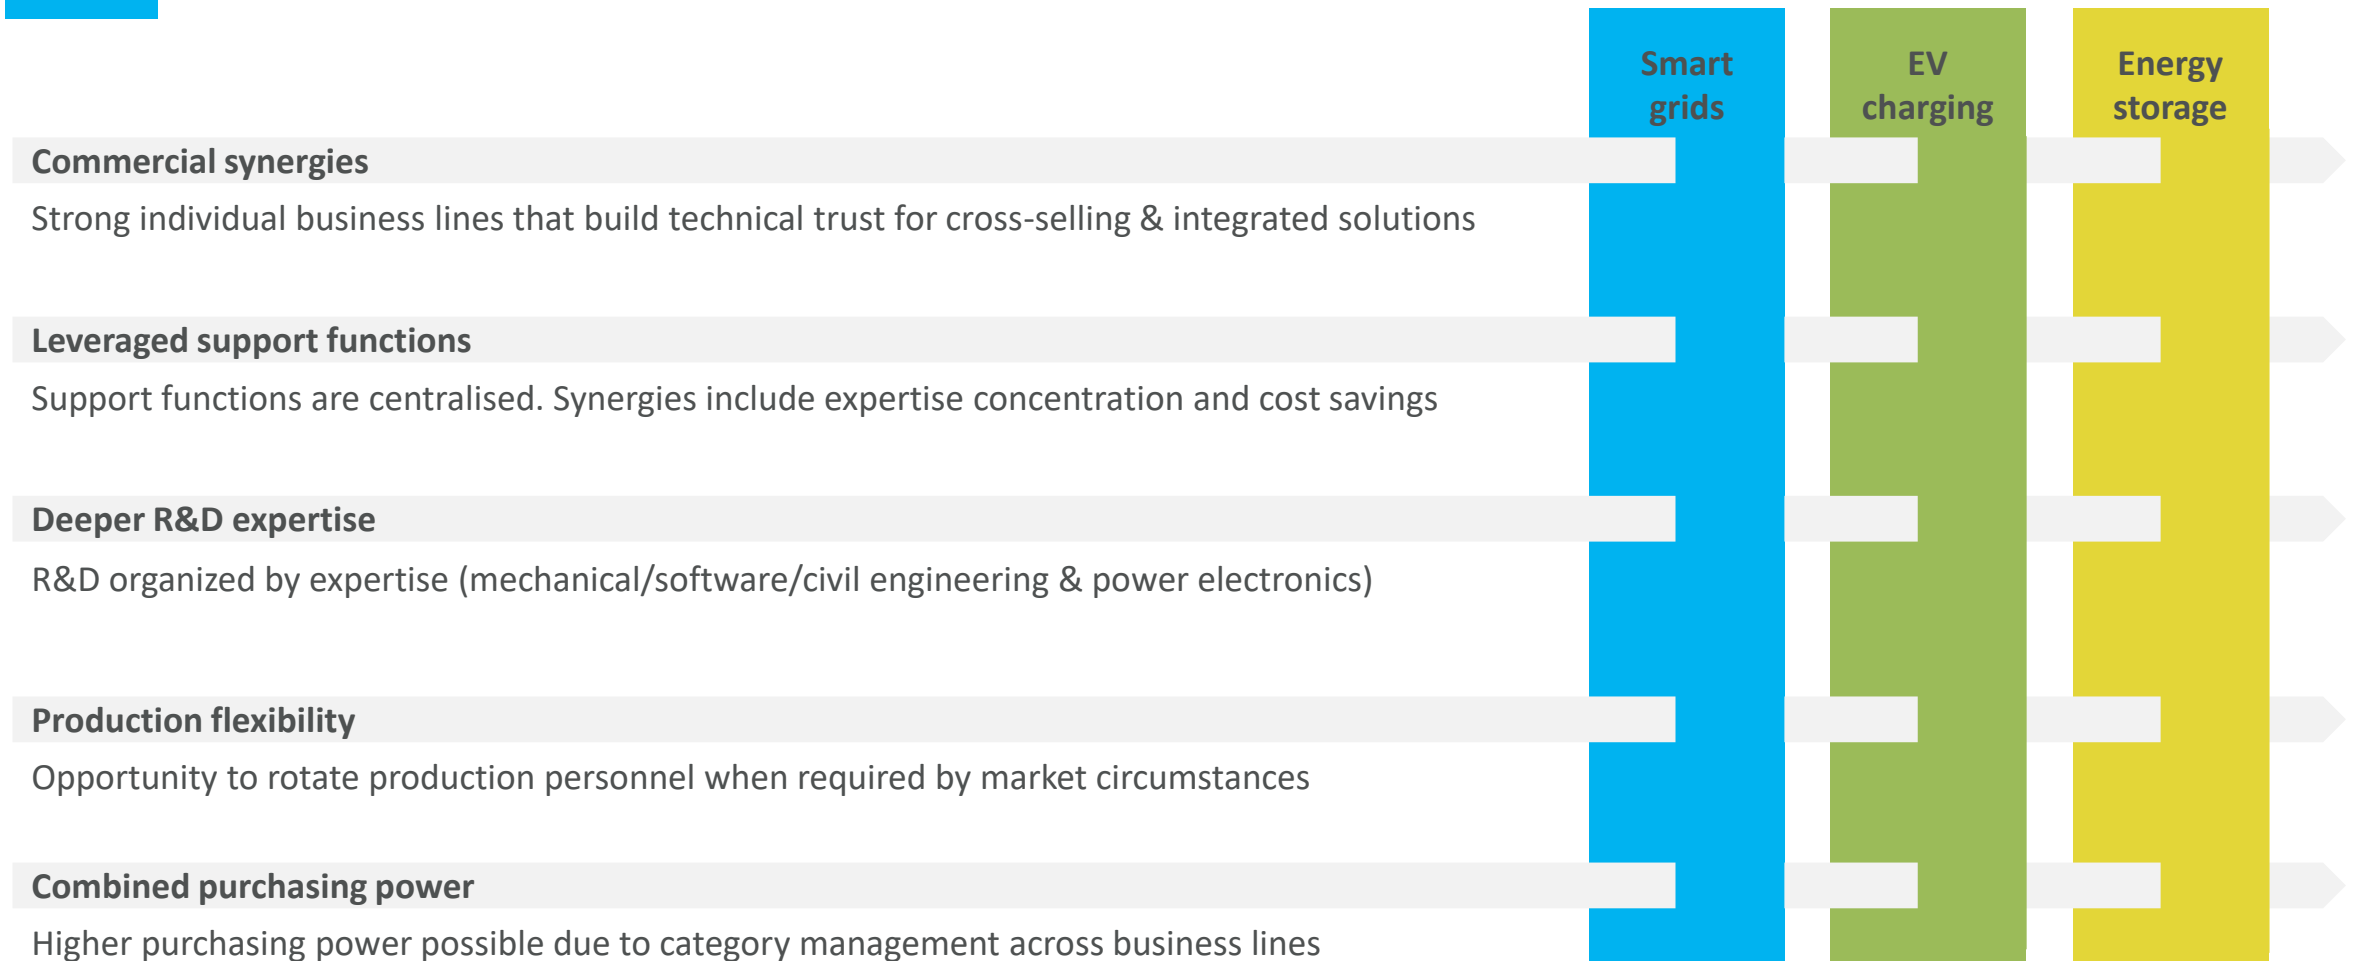 Smart
grids
EV
charging
Energy
storage
Commercial synergies
Strong individual business lines that build technical trust for cross-selling & integrated solutions
Leveraged support functions
Support functions are centralised. Synergies include expertise concentration and cost savings
Deeper R&D expertise
R&D organized by expertise (mechanical/software/civil engineering & power electronics)
Production flexibility
Opportunity to rotate production personnel when required by market circumstances
Combined purchasing power
Higher purchasing power possible due to category management across business lines